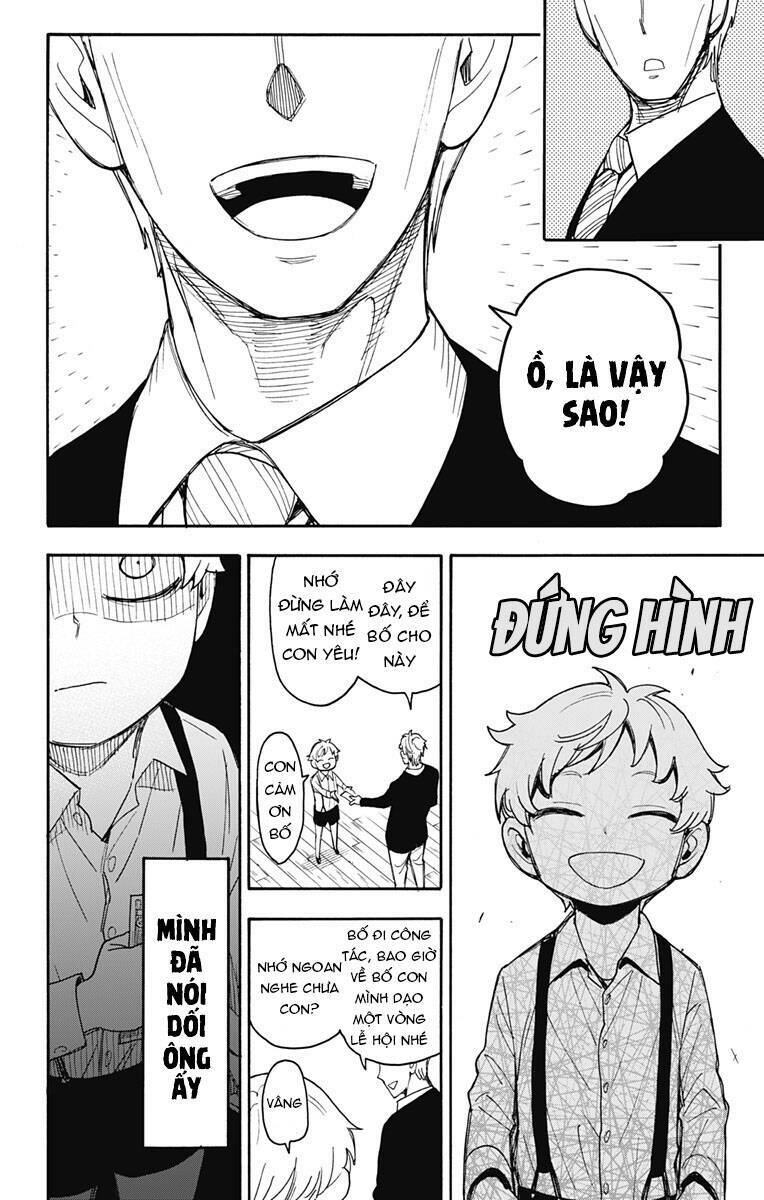 Ồ, LÀ VẬY
SAO!
ĐỨNG HÌNH
ĐÂY
ĐÂY, ĐỂ
BỐ CHO
NÀY
NHỚ
ĐỪNG LÀM
MẤT NHÉ
CON YÊU!
CON
CẢM
ƠN
BỐ
BỐ ĐI CÔNG
TÁC, BAO GIỜ
VỀ BỐ CON
MÌNH DẠO
MỘT VÒNG
LỄ HỘI NHÉ
NHỚ NGOAN
NGHE CHƯA
CON?
VÂNG
MÌNH
ĐÃ
NÓI
DỐI
ÔNG
ẤY